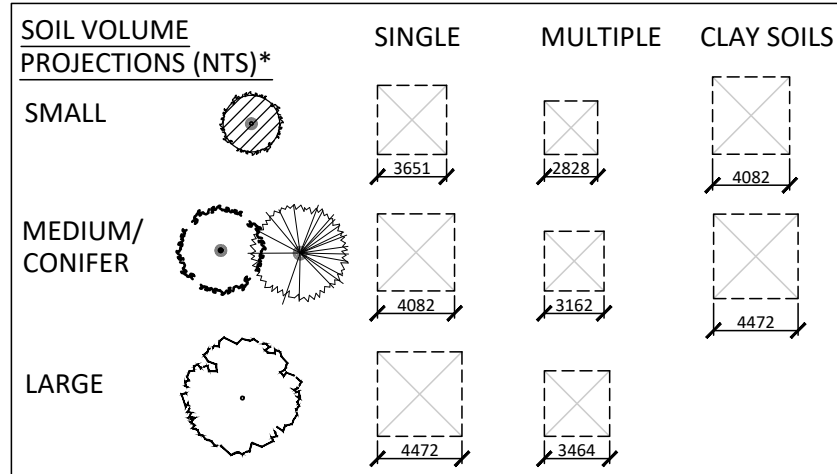 SOIL VOLUME
PROJECTIONS (NTS)*
SINGLE
MULTIPLE
CLAY SOILS
SMALL
3651
2828
4082
MEDIUM/
CONIFER
4082
3162
4472
LARGE
4472
3464